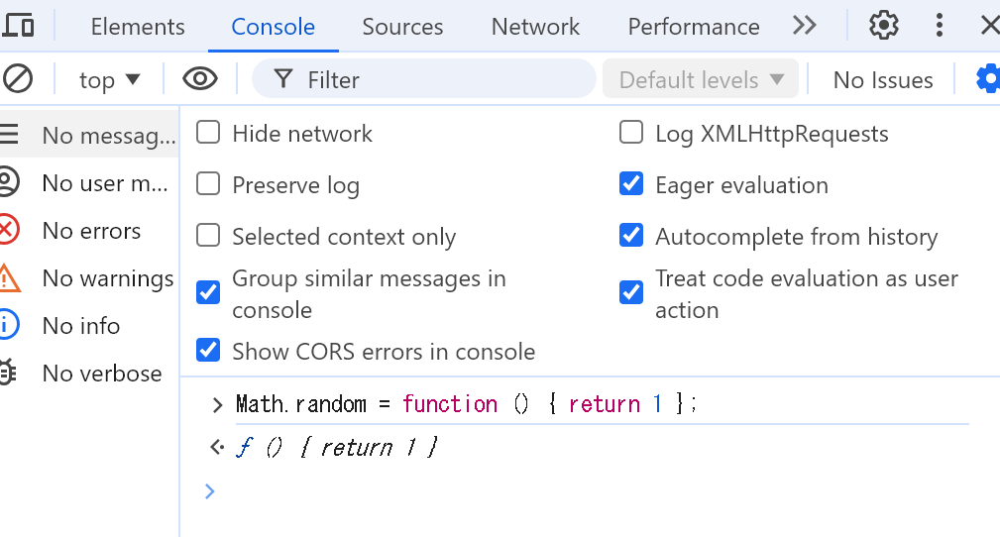 Elements Console Sources Network Performance
top Filter Default levels No Issues
No messag...
No user m...
No errors
No warnings
No info
No verbose
Hide network
Log XMLHttpRequests
Preserve log
Eager evaluation
Selected context only
Autocomplete from history
Group similar messages in
console
Treat code evaluation as user
action
Show CORS errors in console
Math.random = function () { return 1 };
ƒ () { return 1 }